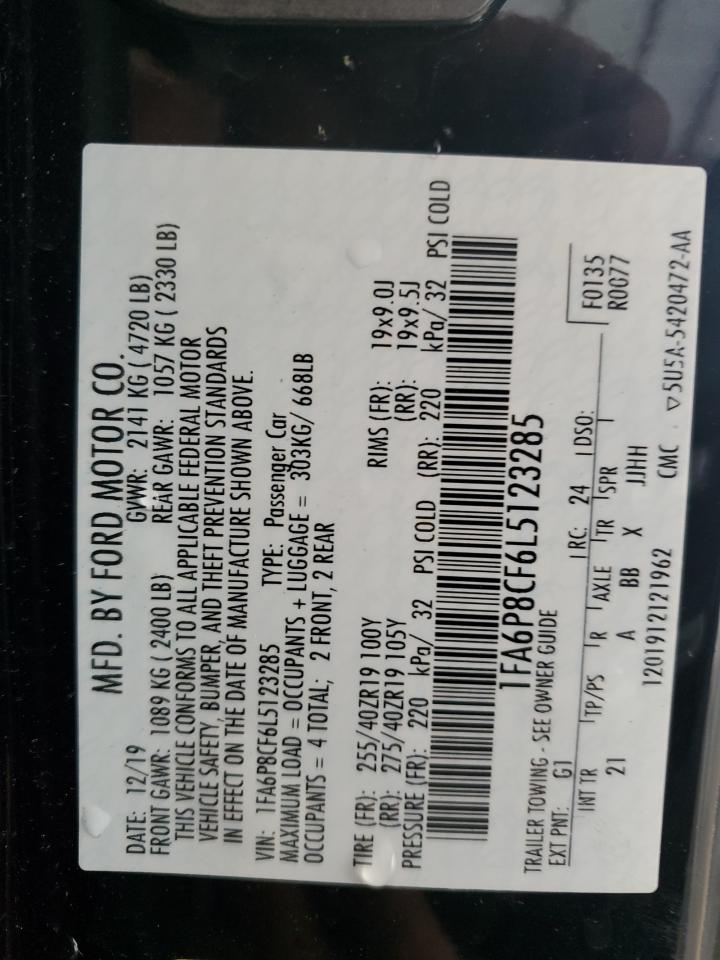 MFD. BY FORD MOTOR CO.
DATE: 12/19 GVWR: 2141 KG ( 4720 LB)
FRONT GAWR: 1089 KG ( 2400 LB) REAR GAWR: 1057 KG ( 2330 LB)
THIS VEHICLE CONFORMS TO ALL APPLICABLE FEDERAL MOTOR
VEHICLE SAFETY, BUMPER, AND THEFT PREVENTION STANDARDS
IN EFFECT ON THE DATE OF MANUFACTURE SHOWN ABOVE.
VIN: 1FA6P8CF6L5123285 TYPE: Passenger Car
MAXIMUM LOAD = OCCUPANTS + LUGGAGE = 303KG/ 668LB
OCCUPANTS = 4 TOTAL; 2 FRONT, 2 REAR
TIRE (FR): 255/40ZR19 100Y RIMS (FR): 19x9.0J
(RR): 275/40ZR19 105Y (RR): 19x9.5J
PRESSURE (FR): 220 kPa/ 32 PSI COLD (RR): 220 kPa/ 32 PSI COLD
1FA6P8CF6L5123285
TRAILER TOWING - SEE OWNER GUIDE
EXT PNT: G1 RC: 24 DSO: F0135
INT TR TP/PS R AXLE TR SPR R0G77
21 A BB X JJHH
1201912121962 CMC ▽5U5A-5420472-AA